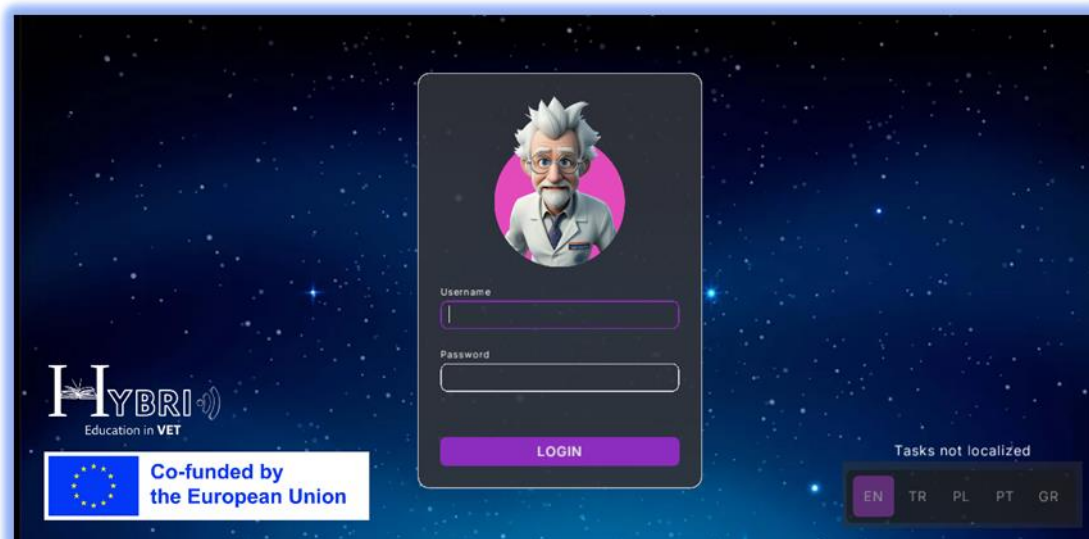 Username
Password
LOGIN
HYBRI
Education in VET
Co-funded by
the European Union
Tasks not localized
EN TR PL PT GR